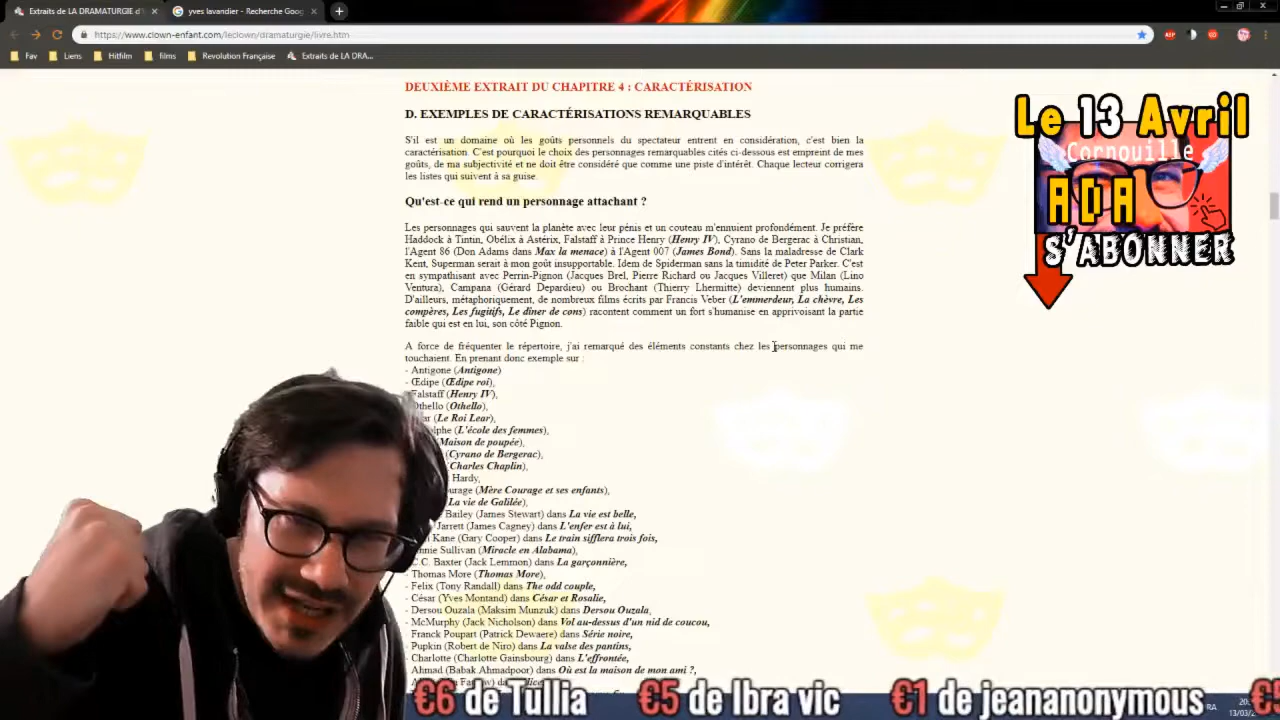 Extraits de LA DRAMATURGIE d
yves lavandier - Recherche Goog
https://www.clown-enfant.com/leclown/dramaturgie/livre.htm
Fav
Liens
Hitfilm
films
Revolution Française
Extraits de LA DRA...
DEUXIÈME EXTRAIT DU CHAPITRE 4 : CARACTÉRISATION
D. EXEMPLES DE CARACTÉRISATIONS REMARQUABLES
S'il est un domaine où les goûts personnels du spectateur entrent en considération, c'est bien la
caractérisation. C'est pourquoi le choix des personnages remarquables cités ci-dessous est empreint de mes
goûts, de ma subjectivité et ne doit être considéré que comme une piste d'intérêt. Chaque lecteur corrigera
les listes qui suivent à sa guise.
Qu'est-ce qui rend un personnage attachant ?
Les personnages qui sauvent la planète avec leur pénis et un couteau m'ennuient profondément. Je préfère
Haddock à Tintin, Obélix à Astérix, Falstaff à Prince Henry (Henry IV), Cyrano de Bergerac à Christian,
l'Agent 86 (Don Adams dans Max la menace) à l'Agent 007 (James Bond). Sans la maladresse de Clark
Kent, Superman serait à mon goût insupportable. Idem de Spiderman sans la timidité de Peter Parker. C'est
en sympathisant avec Perrin-Pignon (Jacques Brel, Pierre Richard ou Jacques Villeret) que Milan (Lino
Ventura), Campana (Gérard Depardieu) ou Brochant (Thierry Lhermitte) deviennent plus humains.
D'ailleurs, métaphoriquement, de nombreux films écrits par Francis Veber (L'emmerdeur, La chèvre, Les
compères, Les fugitifs, Le dîner de cons) racontent comment un fort s'humanise en apprivoisant la partie
faible qui est en lui, son côté Pignon.
A force de fréquenter le répertoire, j'ai remarqué des éléments constants chez les personnages qui me
touchaient. En prenant donc exemple sur :
- Antigone (Antigone)
- Œdipe (Œdipe roi),
Falstaff (Henry IV),
Othello (Othello),
(Le Roi Lear),
(L'école des femmes),
Maison de poupée),
(Cyrano de Bergerac),
(Charles Chaplin),
Hardy,
(Mère Courage et ses enfants),
La vie de Galilée),
Bailey (James Stewart) dans La vie est belle,
Jarrett (James Cagney) dans L'enfer est à lui,
Kane (Gary Cooper) dans Le train sifflera trois fois,
Sullivan (Miracle en Alabama),
C.C. Baxter (Jack Lemmon) dans La garçonnière,
- Thomas More (Thomas More),
- Felix (Tony Randall) dans The odd couple,
- César (Yves Montand) dans César et Rosalie,
- Dersou Ouzala (Maksim Munzuk) dans Dersou Ouzala,
- McMurphy (Jack Nicholson) dans Vol au-dessus d'un nid de coucou,
- Franck Poupart (Patrick Dewaere) dans Série noire,
- Pupkin (Robert de Niro) dans La valse des pantins,
- Charlotte (Charlotte Gainsbourg) dans L'effrontée,
- Ahmad (Babak Ahmadpoor) dans Où est la maison de mon ami ?,
Le 13 Avril
Cornouille
ADA
S'ABONNER
€6 de Tullia €5 de Ibra vic €1 de jeananonymous